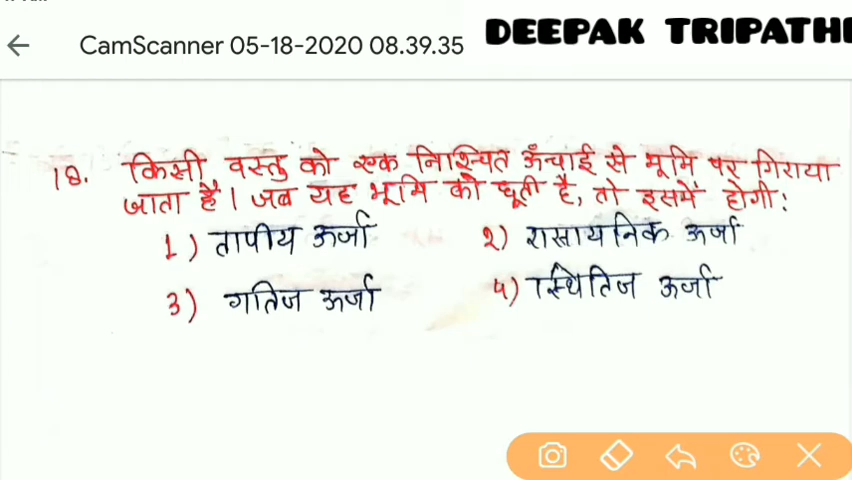 CamScanner 05-18-2020 08.39.35
DEEPAK TRIPATHI
18. किसी वस्तु को एक निश्चित ऊँचाई से भूमि पर गिराया
जाता है। जब यह भूमि को छूती है, तो इसमें होगी:
1) तापीय ऊर्जा
2) रासायनिक ऊर्जा
3) गतिज ऊर्जा
4) स्थितिज ऊर्जा